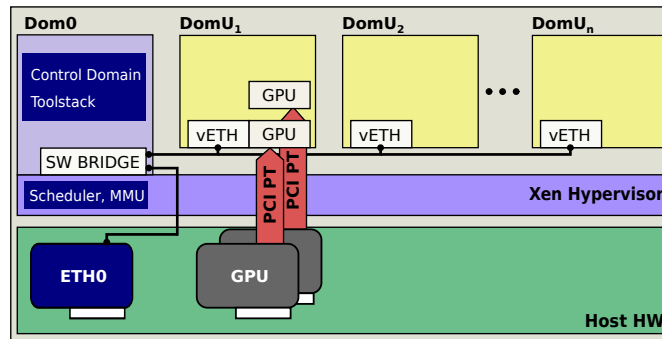 Dom0
DomU1
DomU2
DomUn
Control Domain
Toolstack
GPU
vETH
GPU
vETH
vETH
SW BRIDGE
Scheduler, MMU
PCI PT
PCI PT
Xen Hypervisor
ETH0
GPU
Host HW